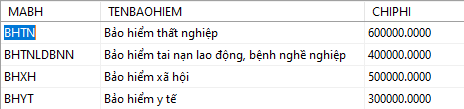 MABH TENBAOHIEM CHIPHI
BHTN Bảo hiểm thất nghiệp 600000.0000
BHTNLDBNN Bảo hiểm tai nạn lao động, bệnh nghề nghiệp 400000.0000
BHXH Bảo hiểm xã hội 500000.0000
BHYT Bảo hiểm y tế 300000.0000